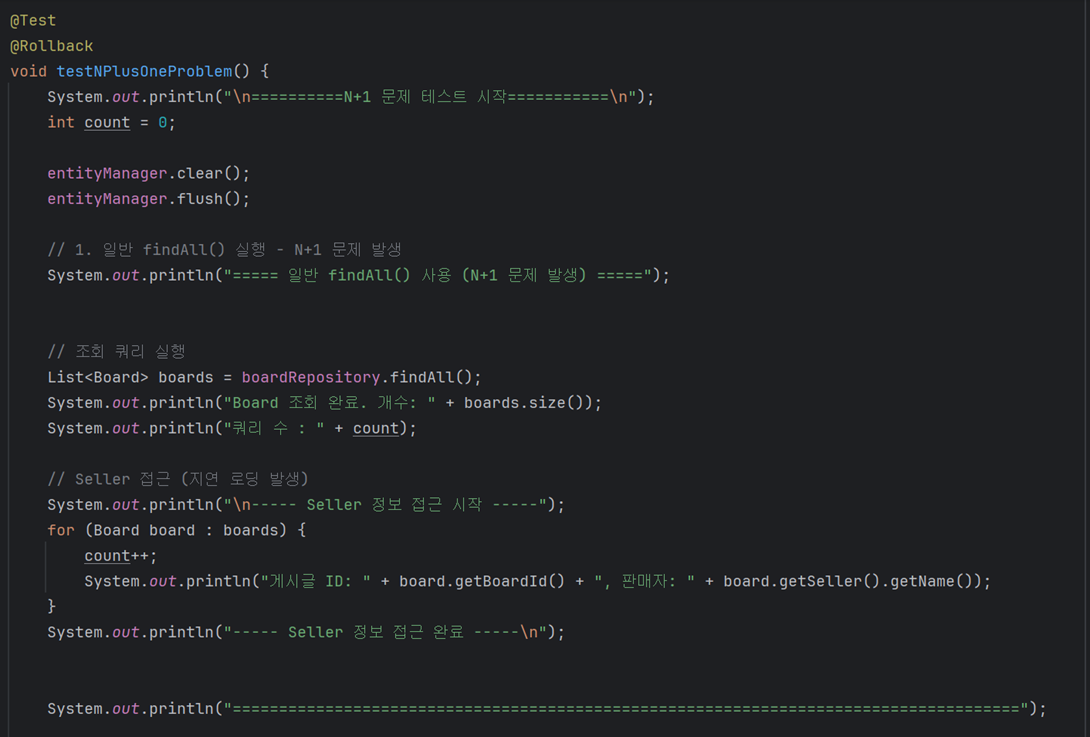 @Test
@Rollback
void testNPlusOneProblem() {
    System.out.println("\n==========N+1 문제 테스트 시작===========\n");
    int count = 0;

    entityManager.clear();
    entityManager.flush();

    // 1. 일반 findAll() 실행 - N+1 문제 발생
    System.out.println("===== 일반 findAll() 사용 (N+1 문제 발생) =====");

    // 조회 쿼리 실행
    List<Board> boards = boardRepository.findAll();
    System.out.println("Board 조회 완료. 개수: " + boards.size());
    System.out.println("쿼리 수 : " + count);

    // Seller 접근 (지연 로딩 발생)
    System.out.println("\n----- Seller 정보 접근 시작 -----");
    for (Board board : boards) {
        count++;
        System.out.println("게시글 ID: " + board.getBoardId() + ", 판매자: " + board.getSeller().getName());
    }
    System.out.println("----- Seller 정보 접근 완료 -----\n");

    System.out.println("=====================================================================================");